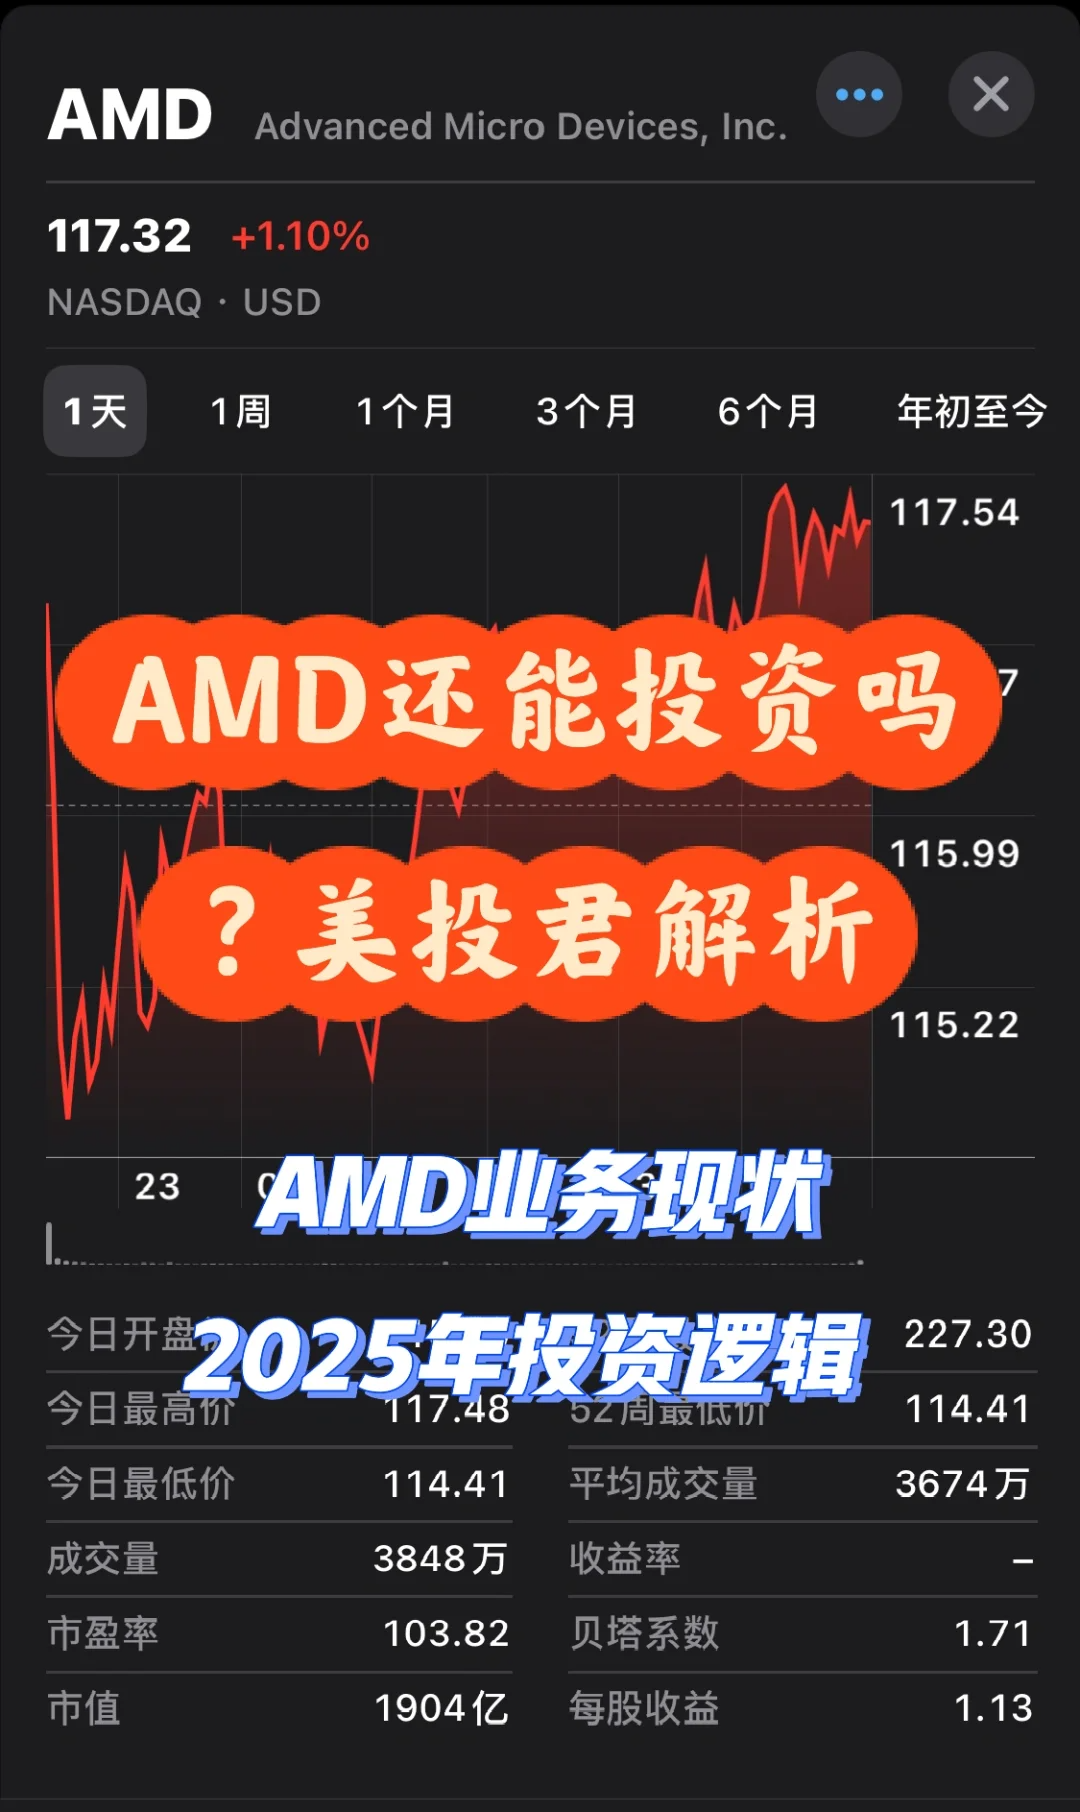 AMD Advanced Micro Devices, Inc.
117.32 +1.10%
NASDAQ · USD
1天 1周 1个月 3个月 6个月 年初至今
117.54
AMD还能投资吗
7
115.99
？美投君解析
115.22
23
AMD业务现状
今日开盘
2025年投资逻辑
227.30
今日最高价 117.48
52周最低价 114.41
今日最低价 114.41
平均成交量 3674万
成交量 3848万
收益率 –
市盈率 103.82
贝塔系数 1.71
市值 1904亿
每股收益 1.13